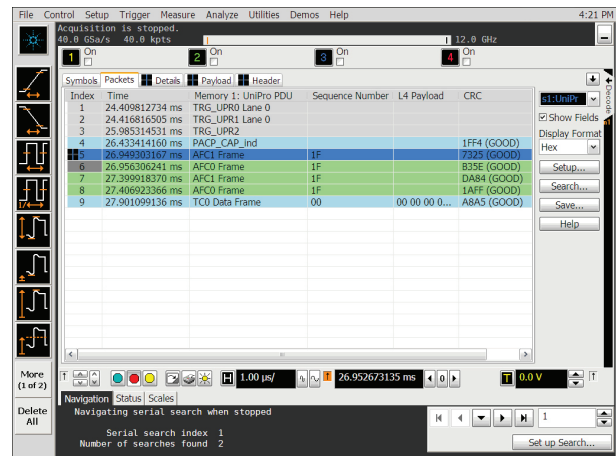 File Control Setup Trigger Measure Analyze Utilities Demos Help 4:21 PM
Acquisition is stopped.
40.0 GSa/s 40.0 kpts 12.0 GHz
1 On 2 On 3 On 4 On
Symbols Packets Details Payload Header
Index Time Memory 1: UniPro PDU Sequence Number L4 Payload CRC
1 24.409812734 ms TRG_UPR0 Lane 0
2 24.416816505 ms TRG_UPR1 Lane 0
3 25.985314531 ms TRG_UPR2
4 26.433414160 ms PACP_CAP_ind 1FF4 (GOOD)
5 26.949303167 ms AFC1 Frame 1F 7325 (GOOD)
6 26.956306241 ms AFC0 Frame 1F B35E (GOOD)
7 27.399918370 ms AFC1 Frame 1F DA84 (GOOD)
8 27.406923366 ms AFC0 Frame 1F 1AFF (GOOD)
9 27.901099136 ms TC0 Data Frame 00 00 00 00 0... A8A5 (GOOD)
Decode
s1:UniPr
Show Fields
Display Format
Hex
Setup...
Search...
Save...
Help
More
(1 of 2)
Delete
All
H 1.00 µs/ 26.952673135 ms 0 T 0.0 V
Navigation Status Scales
Navigating serial search when stopped
Serial search index 1
Number of searches found 2
1
Set up Search...